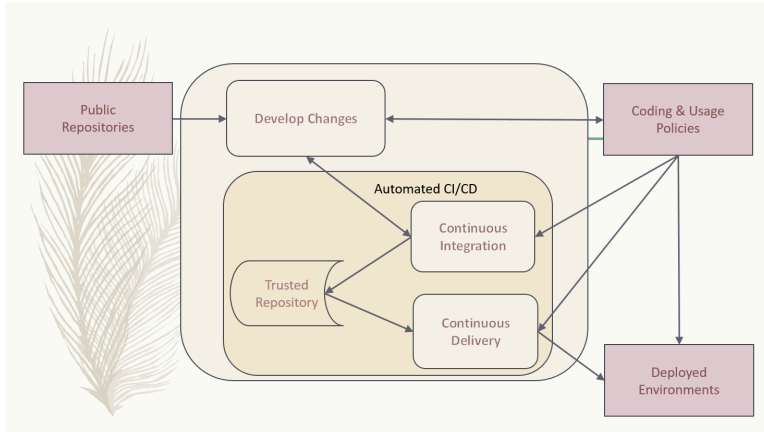 Public
Repositories
Develop Changes
Coding & Usage
Policies
Automated CI/CD
Continuous
Integration
Trusted
Repository
Continuous
Delivery
Deployed
Environments